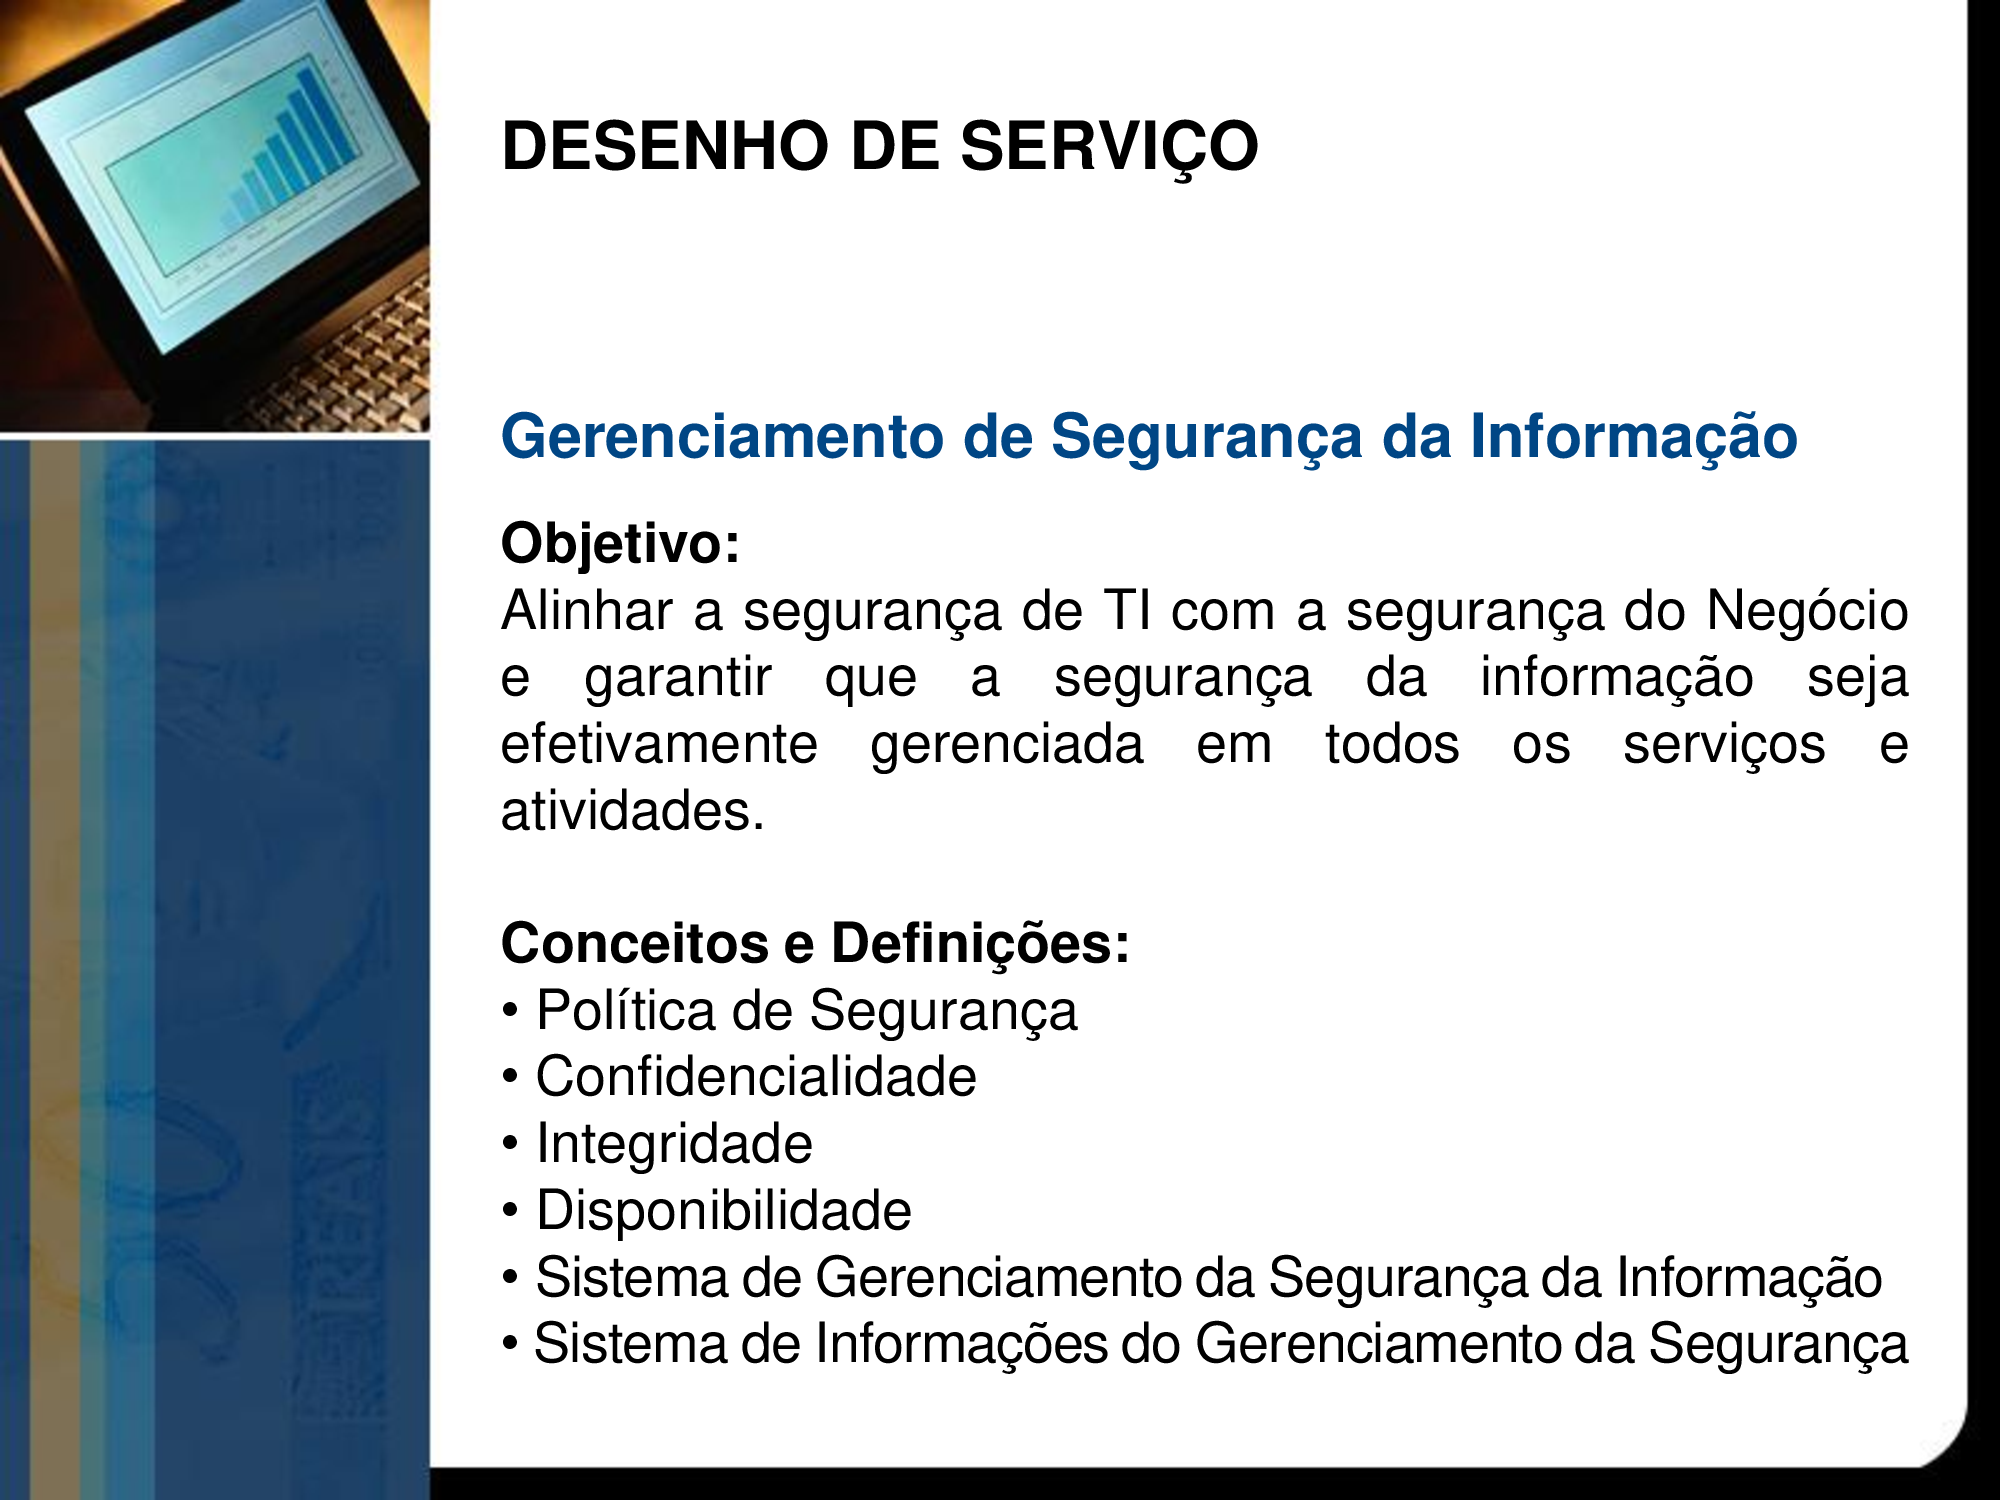 DESENHO DE SERVIÇO
Gerenciamento de Segurança da Informação
Objetivo:
Alinhar a segurança de TI com a segurança do Negócio
e garantir que a segurança da informação seja
efetivamente gerenciada em todos os serviços e
atividades.
Conceitos e Definições:
• Política de Segurança
• Confidencialidade
• Integridade
• Disponibilidade
• Sistema de Gerenciamento da Segurança da Informação
• Sistema de Informações do Gerenciamento da Segurança
REAIS